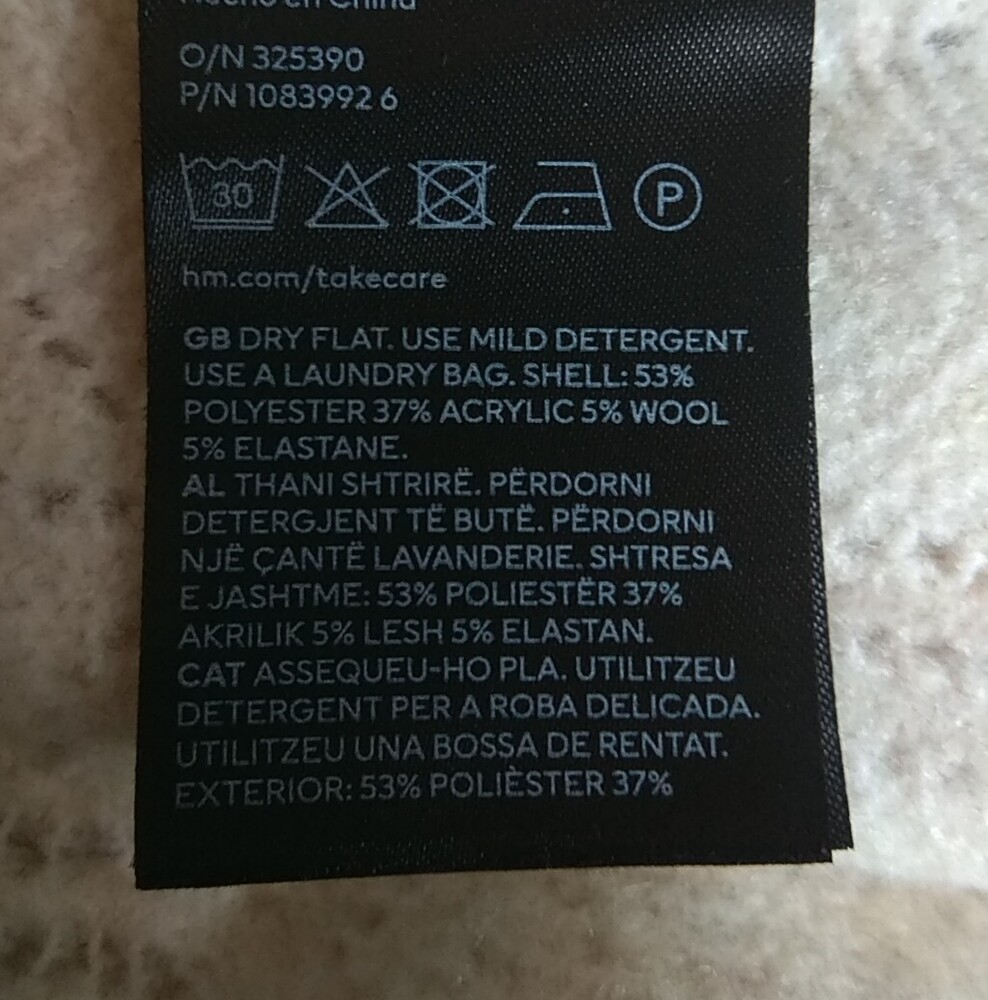 Hecho en China
O/N 325390
P/N 1083992 6
30 P
hm.com/takecare
GB DRY FLAT. USE MILD DETERGENT.
USE A LAUNDRY BAG. SHELL: 53%
POLYESTER 37% ACRYLIC 5% WOOL
5% ELASTANE.
AL THANI SHTRIRË. PËRDORNI
DETERGJENT TË BUTË. PËRDORNI
NJË ÇANTË LAVANDERIE. SHTRESA
E JASHTME: 53% POLIESTËR 37%
AKRILIK 5% LESH 5% ELASTAN.
CAT ASSEQUEU-HO PLA. UTILITZEU
DETERGENT PER A ROBA DELICADA.
UTILITZEU UNA BOSSA DE RENTAT.
EXTERIOR: 53% POLIÈSTER 37%